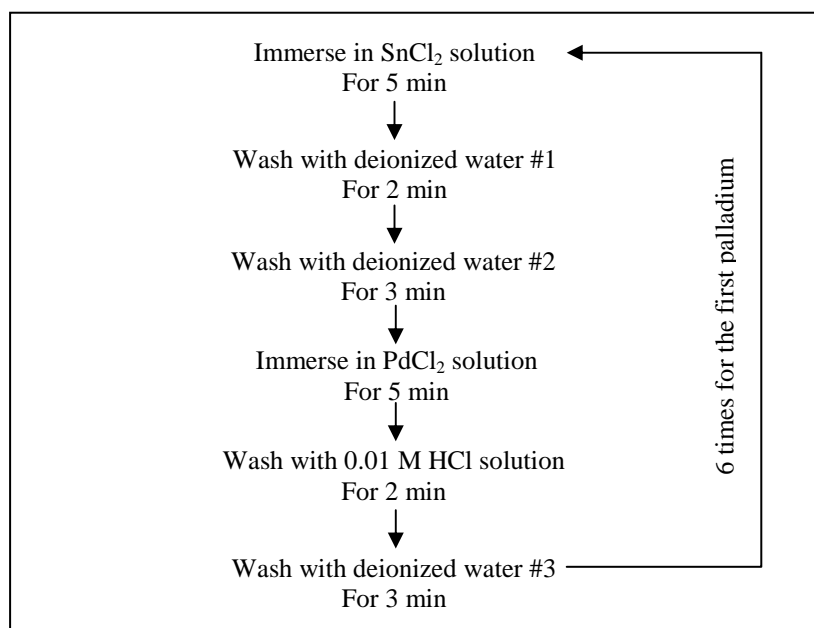 Immerse in SnCl₂ solution
For 5 min
Wash with deionized water #1
For 2 min
Wash with deionized water #2
For 3 min
Immerse in PdCl₂ solution
For 5 min
Wash with 0.01 M HCl solution
For 2 min
Wash with deionized water #3
For 3 min
6 times for the first palladium